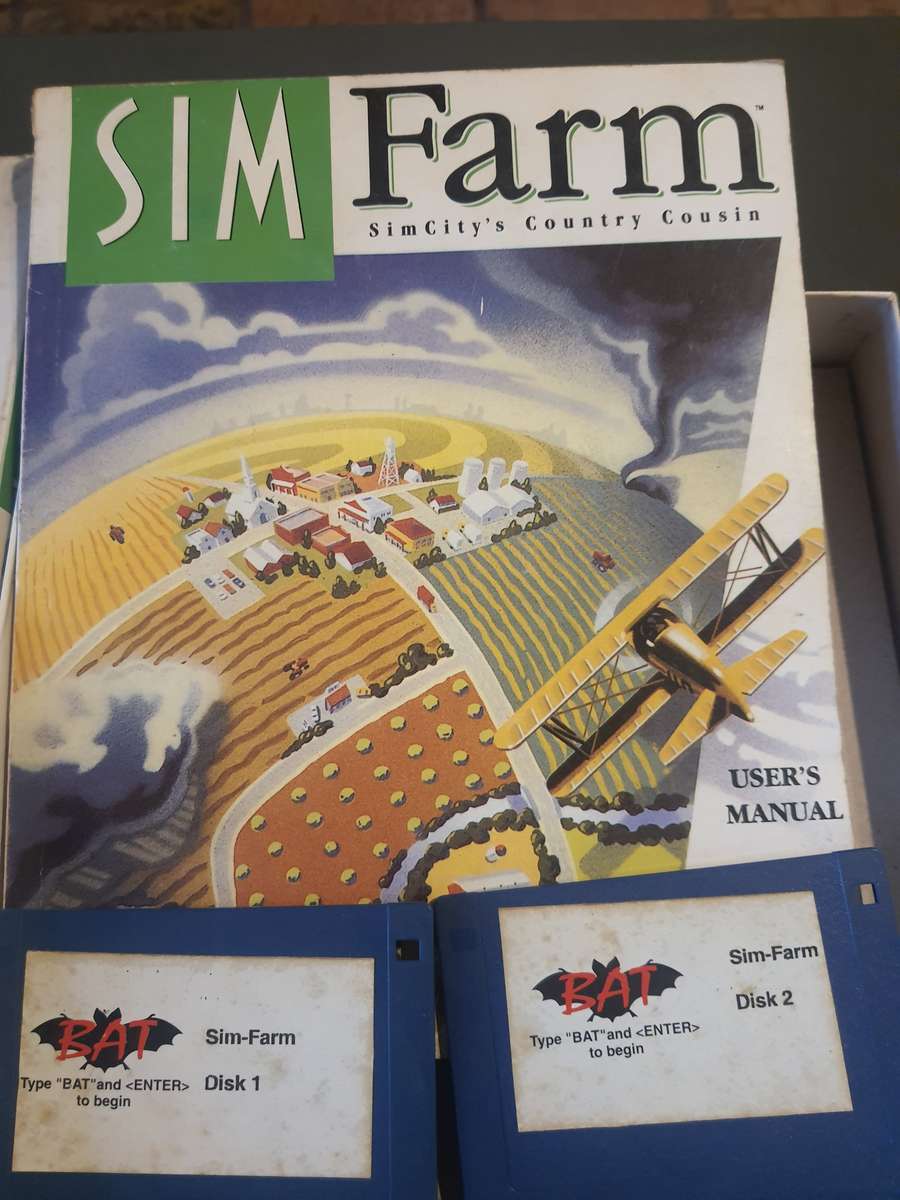 SIM Farm™
SimCity's Country Cousin
USER'S
MANUAL
BAT
Type "BAT"and <ENTER>
to begin
Sim-Farm
Disk 1
BAT
Type "BAT"and <ENTER>
to begin
Sim-Farm
Disk 2